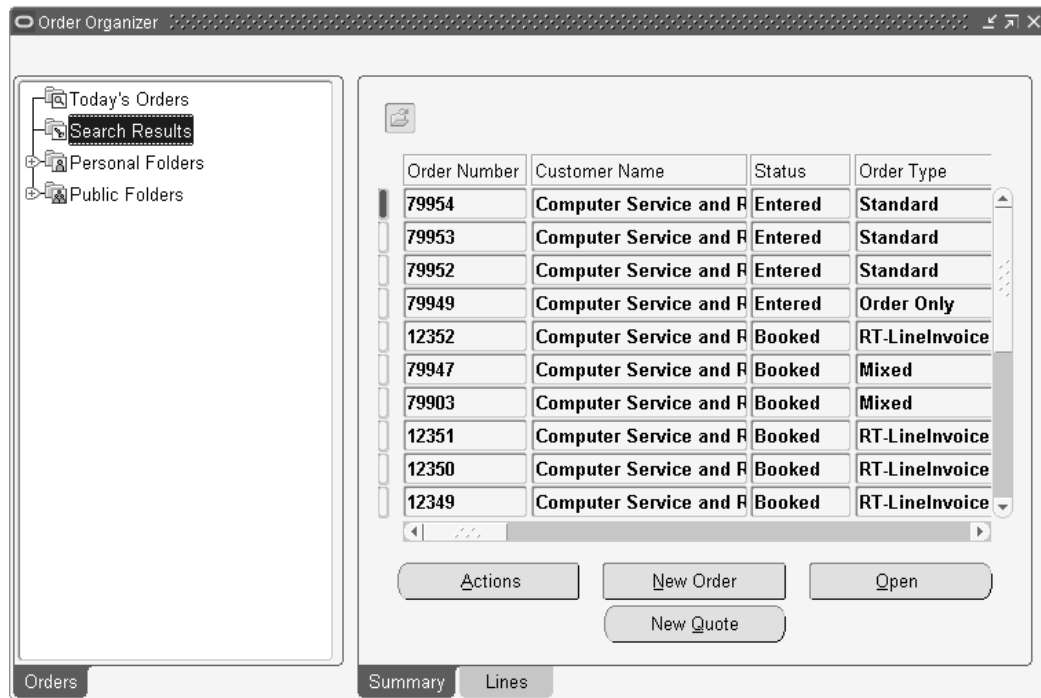 Order Organizer
Today's Orders
Search Results
Personal Folders
Public Folders
Order Number Customer Name Status Order Type
79954 Computer Service and R Entered Standard
79953 Computer Service and R Entered Standard
79952 Computer Service and R Entered Standard
79949 Computer Service and R Entered Order Only
12352 Computer Service and R Booked RT-LineInvoice
79947 Computer Service and R Booked Mixed
79903 Computer Service and R Booked Mixed
12351 Computer Service and R Booked RT-LineInvoice
12350 Computer Service and R Booked RT-LineInvoice
12349 Computer Service and R Booked RT-LineInvoice
Actions New Order Open
New Quote
Orders Summary Lines